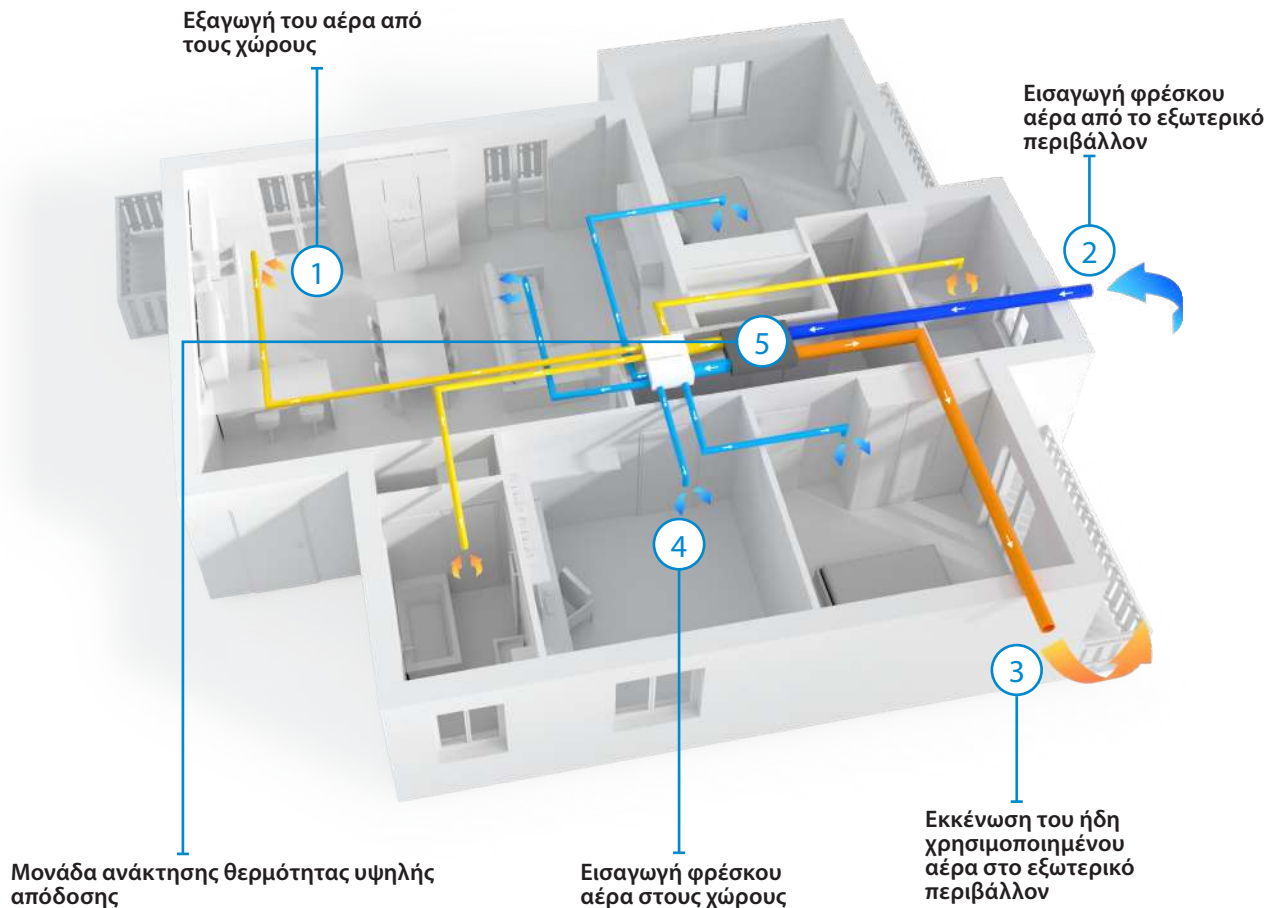 Εξαγωγή του αέρα από
τους χώρους
Εισαγωγή φρέσκου
αέρα από το εξωτερικό
περιβάλλον
1
2
5
4
3
Μονάδα ανάκτησης θερμότητας υψηλής
απόδοσης
Εισαγωγή φρέσκου
αέρα στους χώρους
Εκκένωση του ήδη
χρησιμοποιημένου
αέρα στο εξωτερικό
περιβάλλον